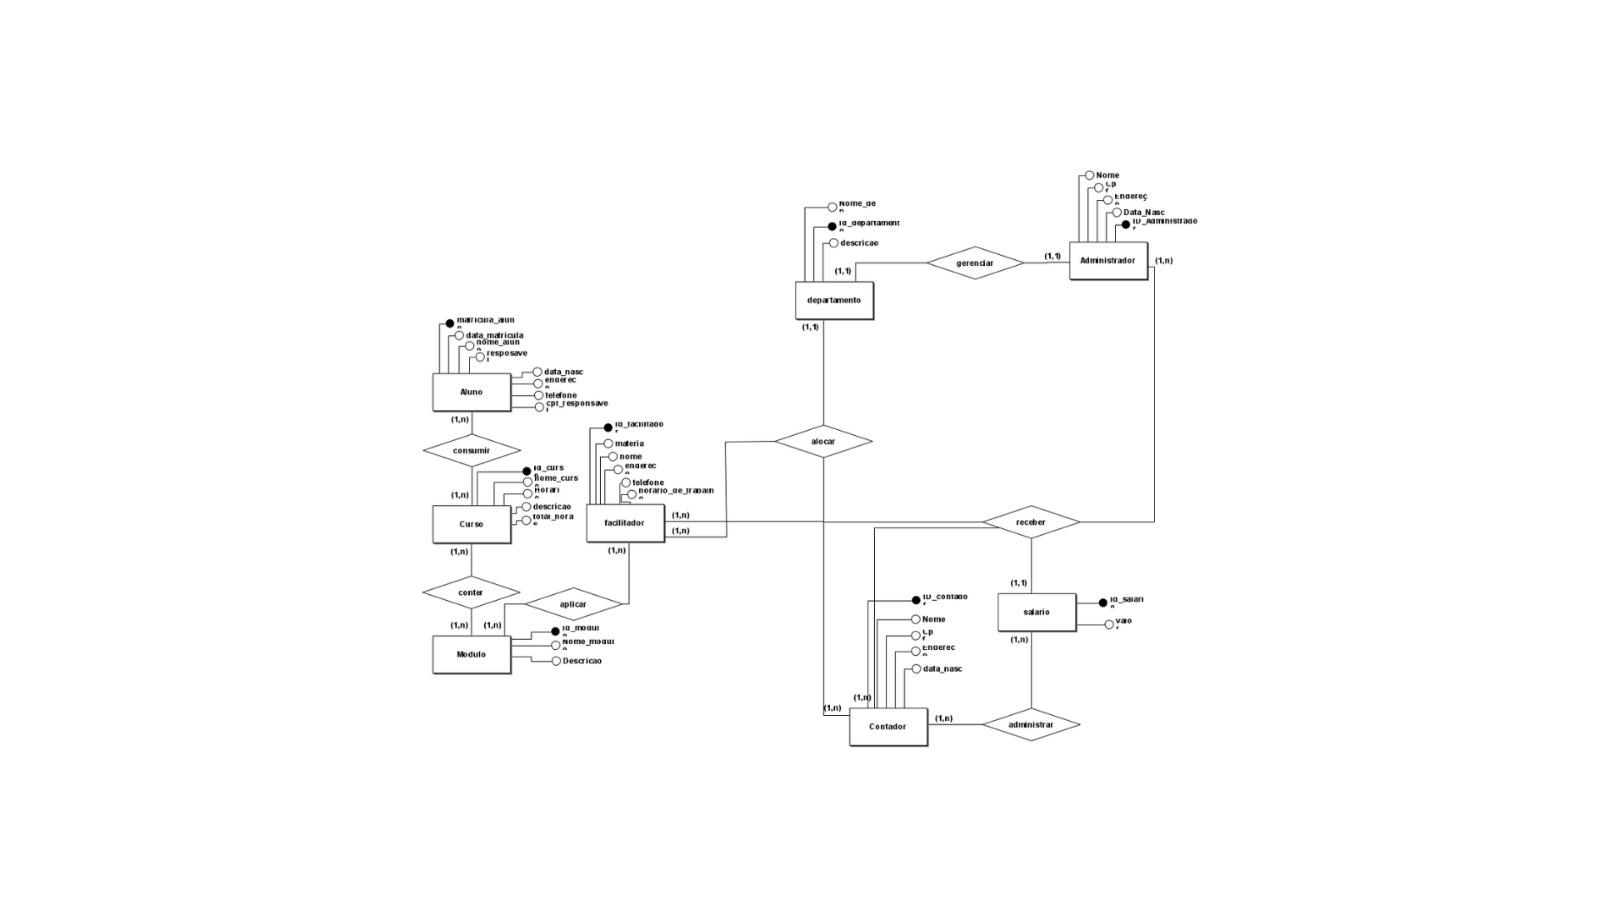 Nome
Cp
f
Endereç
o
Data_Nasc
ID_Administrado
r
Administrador
(1,n)
(1,1)
gerenciar
Nome_de
p
id_departament
o
descricao
(1,1)
departamento
(1,1)
matricula_alun
o
data_matricula
nome_alun
o
resposave
l
data_nasc
enderec
o
telefone
cpf_responsave
l
Aluno
(1,n)
consumir
(1,n)
id_curs
o
nome_curs
o
Horari
o
descricao
total_hora
s
Curso
(1,n)
conter
(1,n)
(1,n)
Modulo
id_modul
o
Nome_modul
o
Descricao
aplicar
id_facilitado
r
materia
nome
enderec
o
telefone
horario_de_trabalh
o
facilitador
(1,n)
(1,n)
(1,n)
alocar
receber
(1,1)
salario
id_salari
o
valo
r
(1,n)
administrar
ID_contado
r
Nome
Cp
f
Enderec
o
data_nasc
(1,n)
(1,n)
Contador
(1,n)